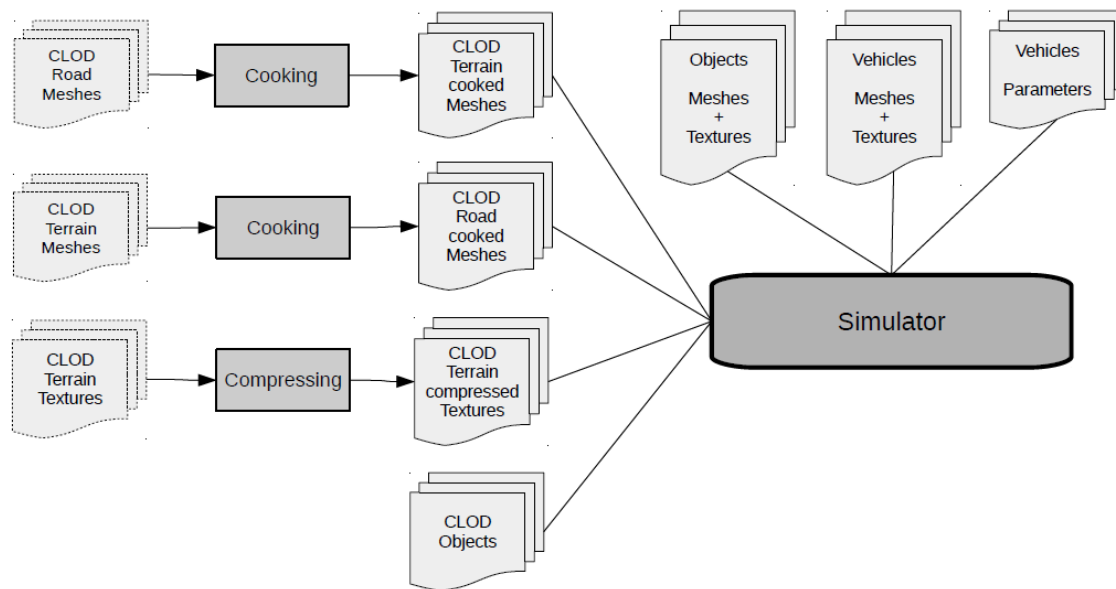 CLOD
Road
Meshes
Cooking
CLOD
Terrain
cooked
Meshes
Objects
Meshes
+
Textures
Vehicles
Meshes
+
Textures
Vehicles
Parameters
CLOD
Terrain
Meshes
Cooking
CLOD
Road
cooked
Meshes
Simulator
CLOD
Terrain
Textures
Compressing
CLOD
Terrain
compressed
Textures
CLOD
Objects